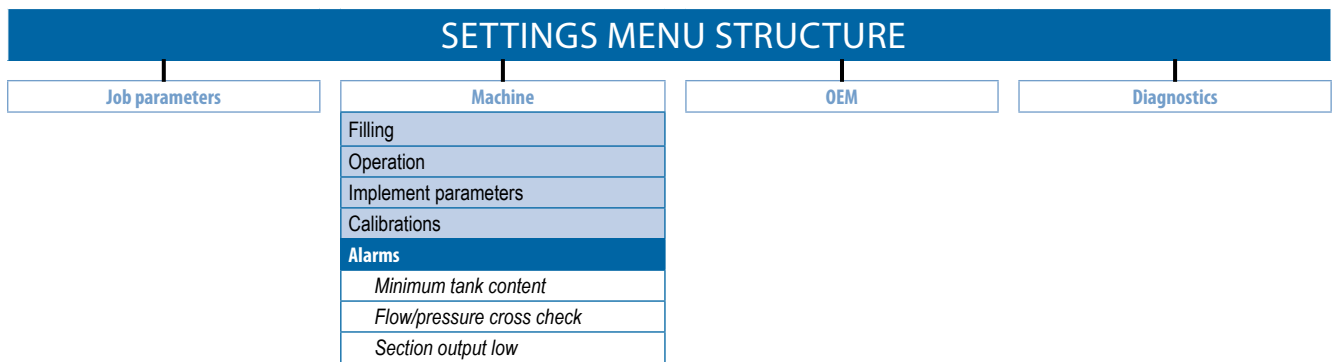 SETTINGS MENU STRUCTURE
Job parameters
Machine
OEM
Diagnostics
Filling
Operation
Implement parameters
Calibrations
Alarms
Minimum tank content
Flow/pressure cross check
Section output low